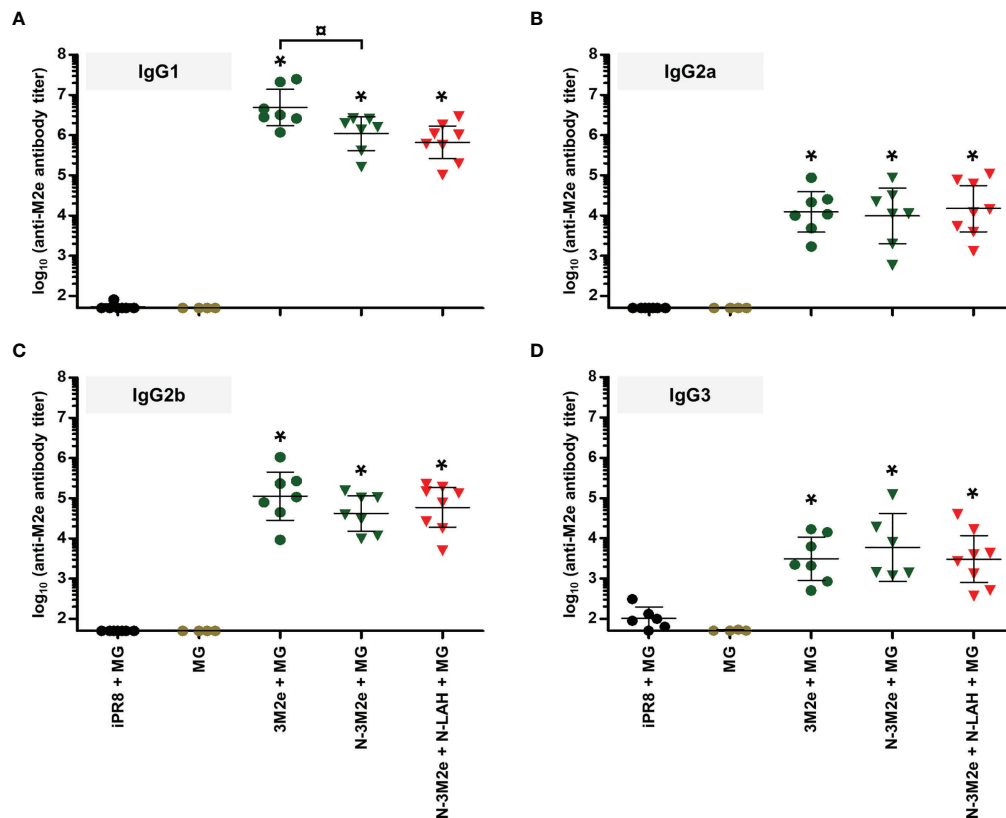 A
B
¤
8
7
6
5
4
3
2
log10 (anti-M2e antibody titer)
IgG1
*
*
*
8
7
6
5
4
3
2
log10 (anti-M2e antibody titer)
IgG2a
*
*
*
C
D
8
7
6
5
4
3
2
log10 (anti-M2e antibody titer)
IgG2b
*
*
*
8
7
6
5
4
3
2
log10 (anti-M2e antibody titer)
IgG3
*
*
*
iPR8 + MG
MG
3M2e + MG
N-3M2e + MG
N-3M2e + N-LAH + MG
iPR8 + MG
MG
3M2e + MG
N-3M2e + MG
N-3M2e + N-LAH + MG